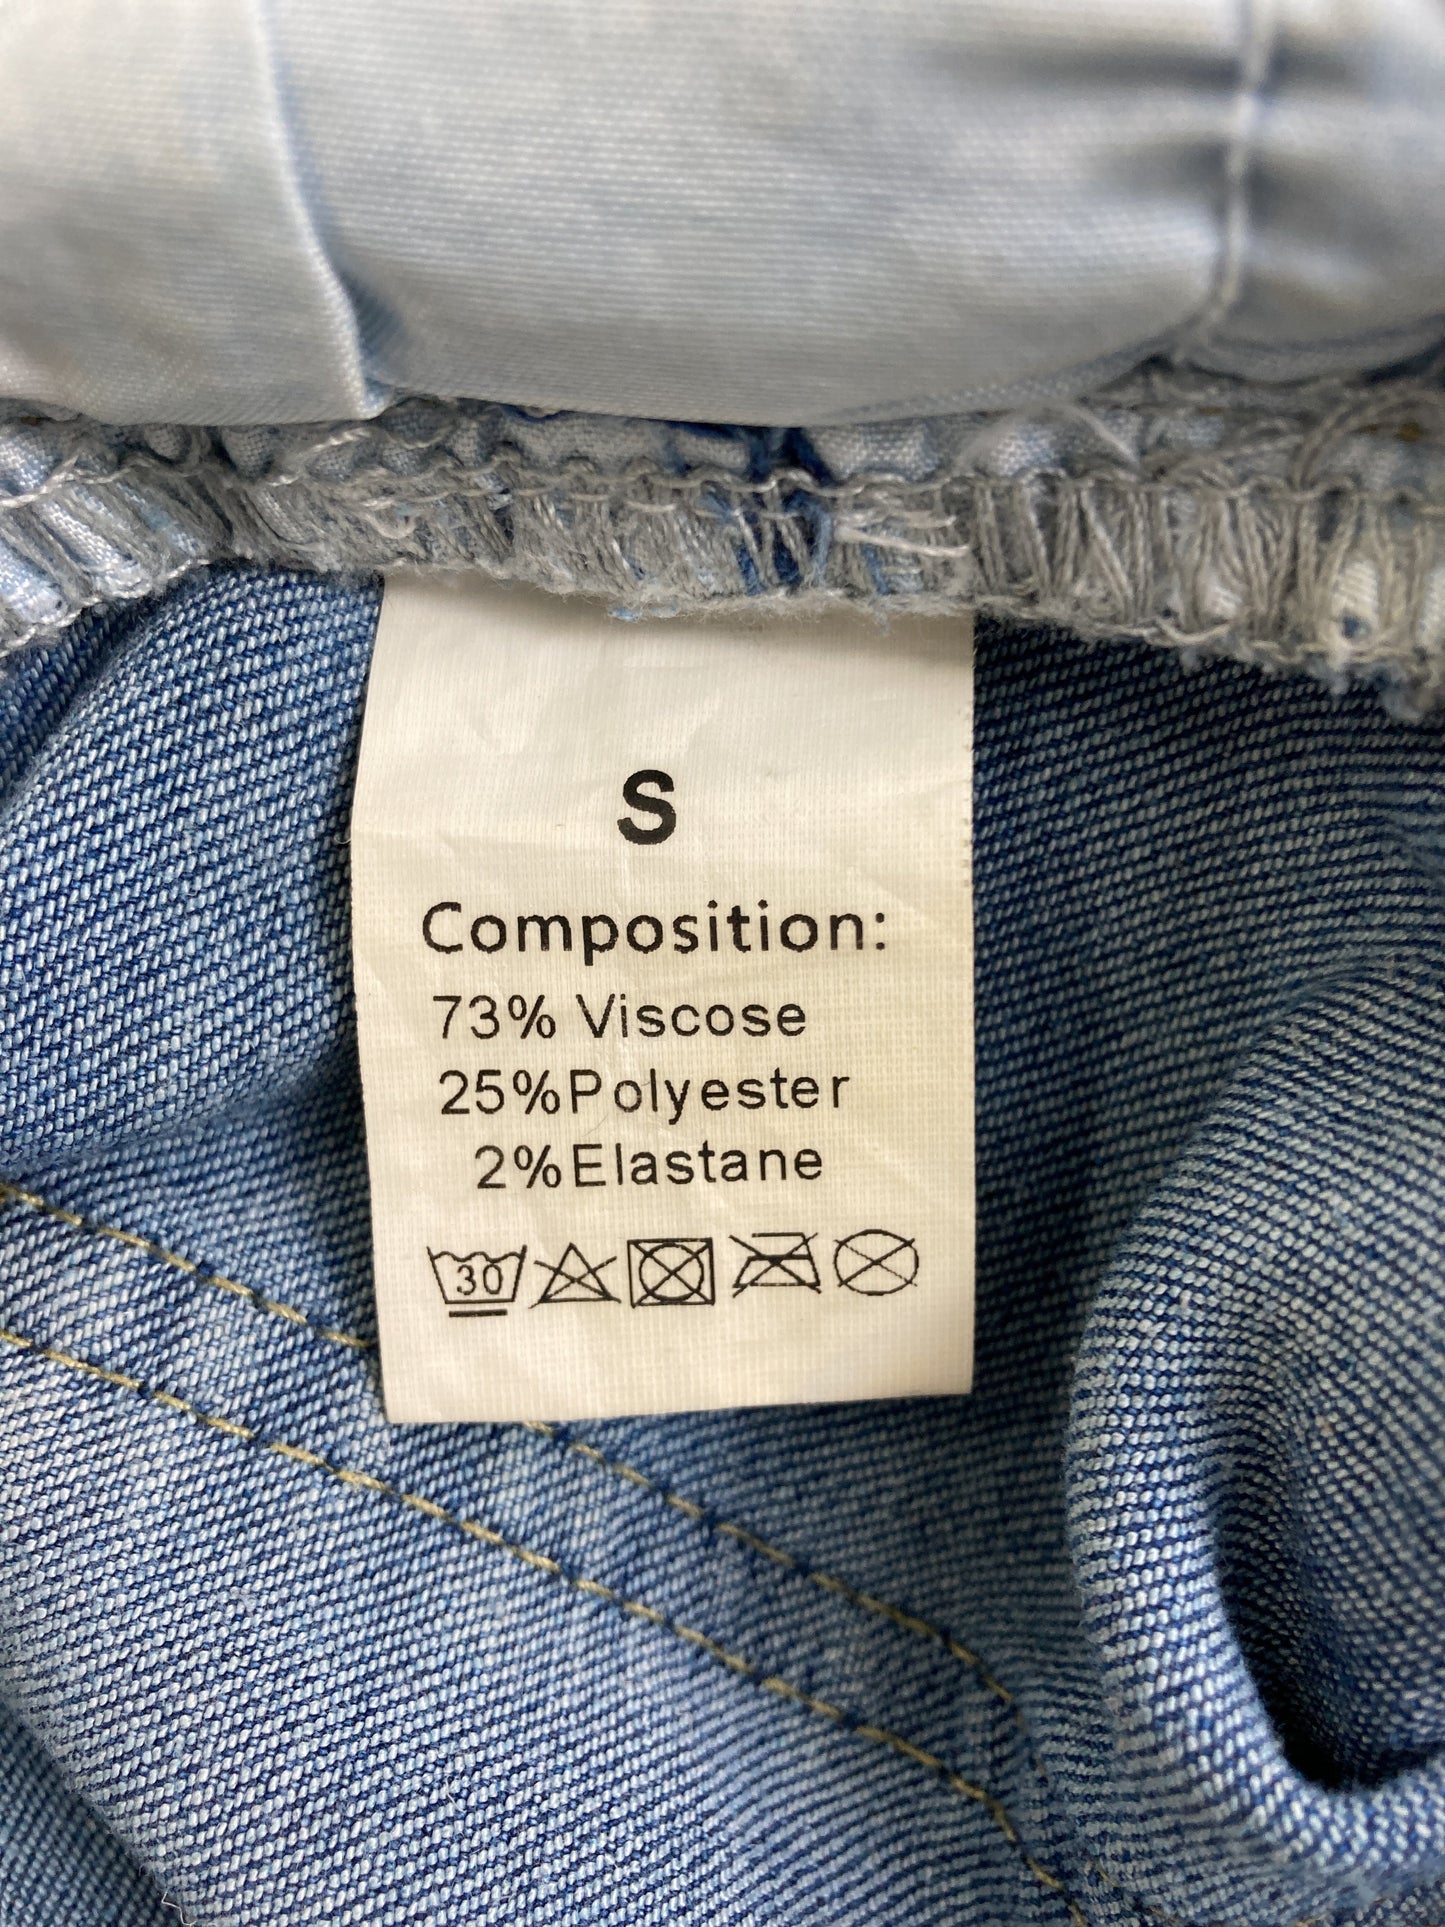 S
Composition:
73% Viscose
25%Polyester
2%Elastane
30